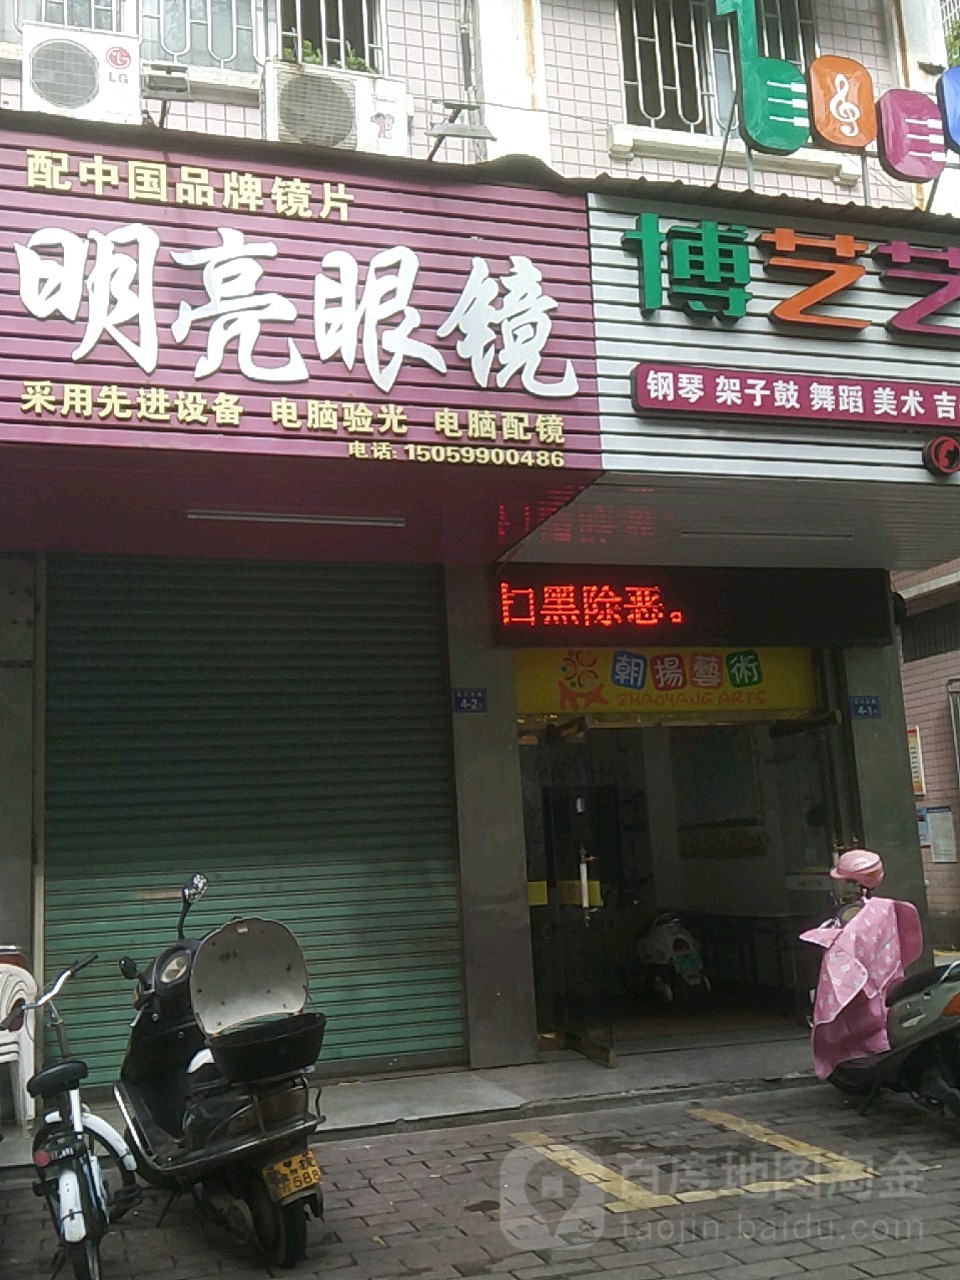 LG
配中国品牌镜片
明亮眼镜
采用先进设备 电脑验光 电脑配镜
电话: 15059900486
博艺艺
钢琴 架子鼓 舞蹈 美术 吉
扫黑除恶。
朝揚藝術
ZHAOYANG ARTS
4-2
4-1
588
百度地图淘金
taojin.baidu.com